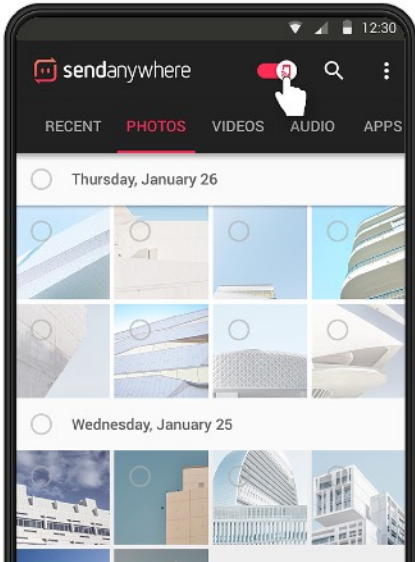 12:30
sendanywhere
RECENT PHOTOS VIDEOS AUDIO APPS
Thursday, January 26
Wednesday, January 25